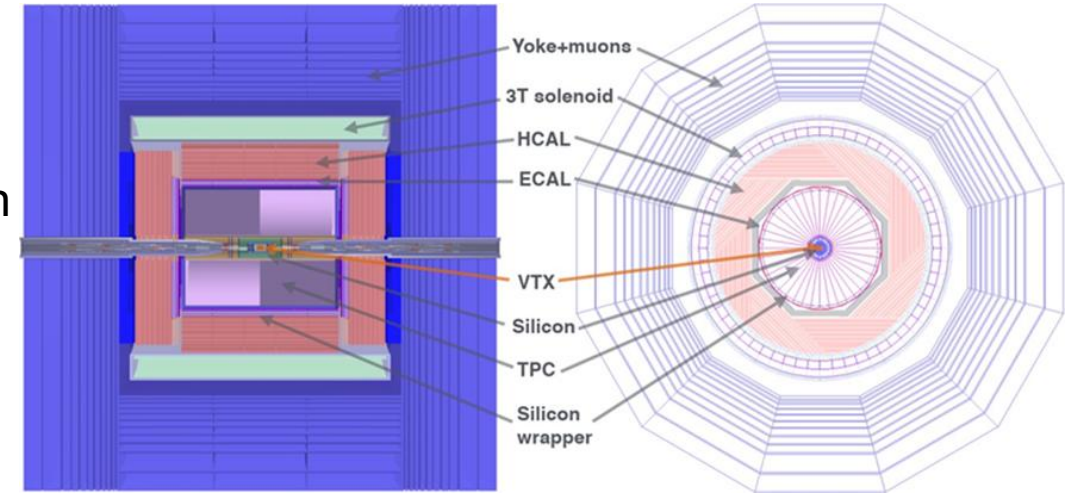 Yoke+muons
3T solenoid
HCAL
ECAL
n
VTX
Silicon
TPC
Silicon
wrapper